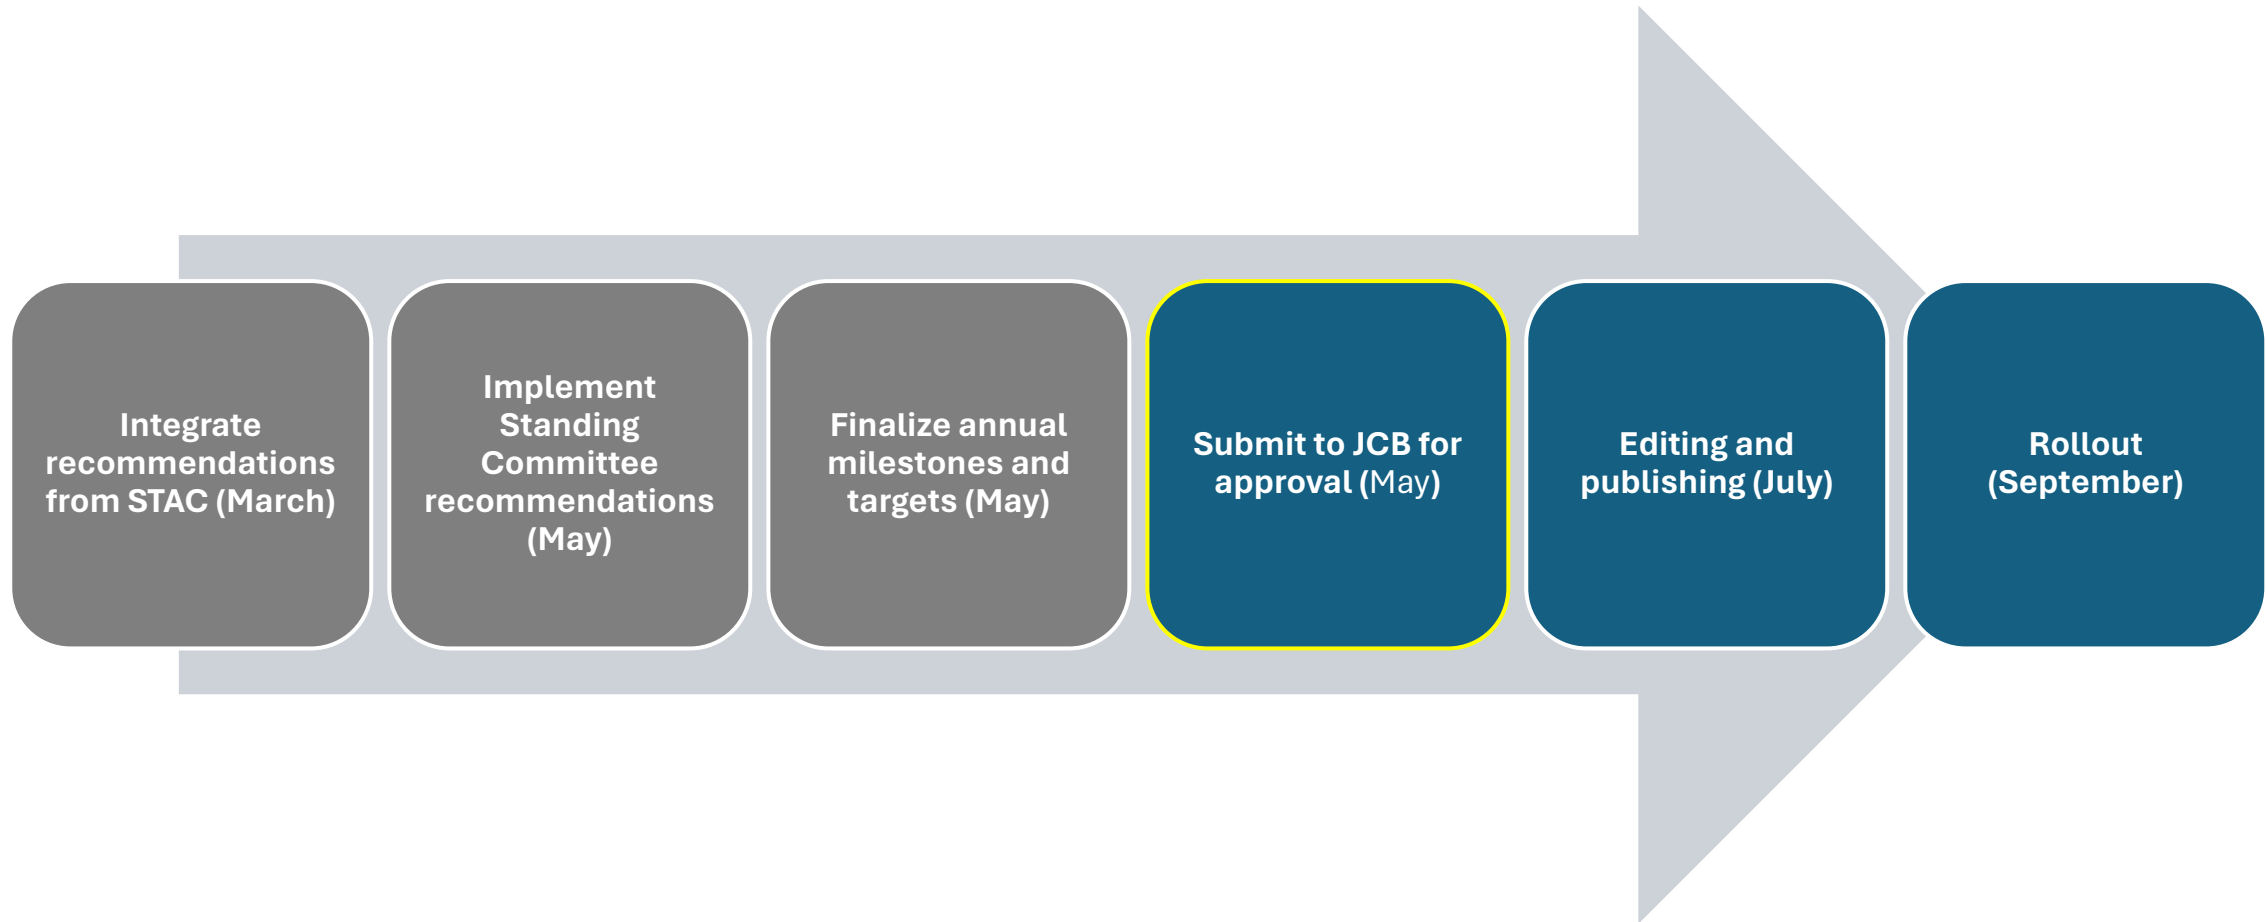 Integrate
recommendations
from STAC (March)
Implement
Standing
Committee
recommendations
(May)
Finalize annual
milestones and
targets (May)
Submit to JCB for
approval (May)
Editing and
publishing (July)
Rollout
(September)